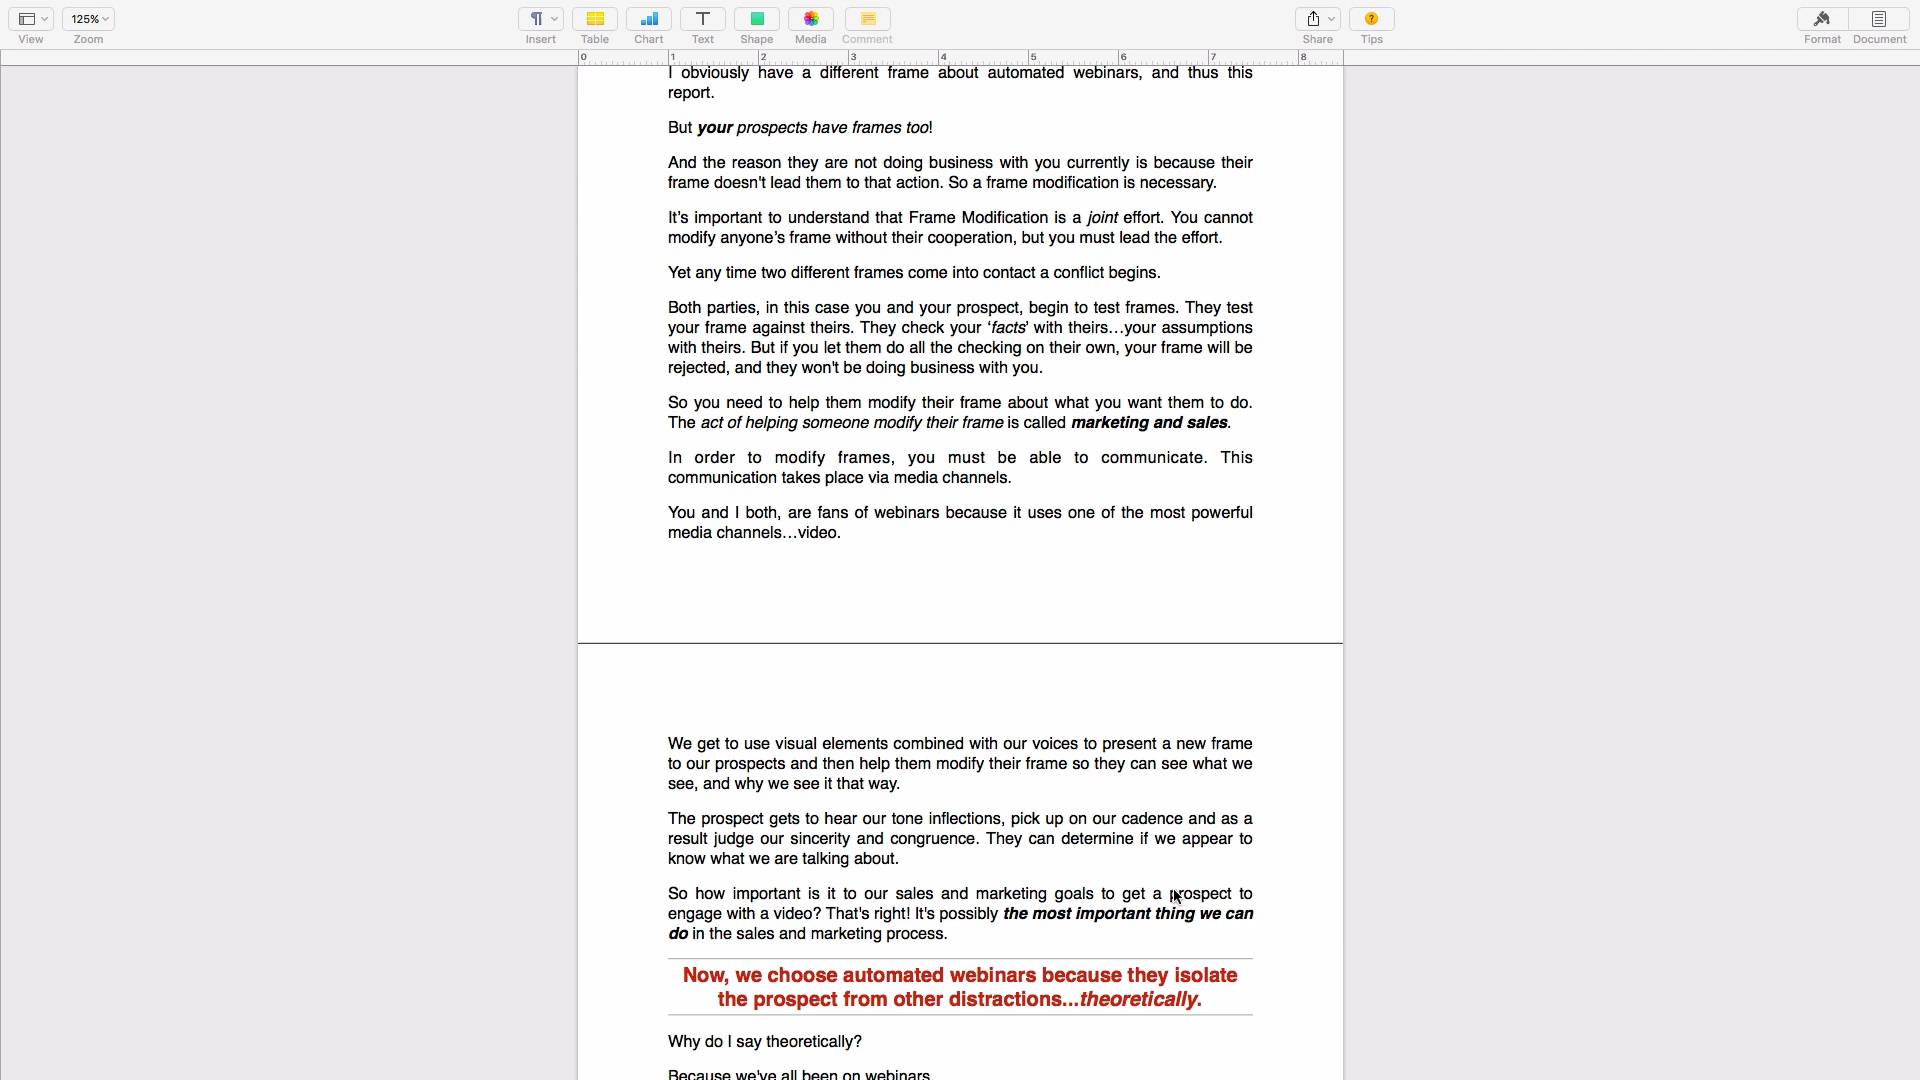 125%
View
Zoom
Insert
Table
Chart
Text
Shape
Media
Comment
Share
Tips
Format
Document
0 1 2 3 4 5 6 7 8
I obviously have a different frame about automated webinars, and thus this
report.
But your prospects have frames too!
And the reason they are not doing business with you currently is because their
frame doesn't lead them to that action. So a frame modification is necessary.
It’s important to understand that Frame Modification is a joint effort. You cannot
modify anyone’s frame without their cooperation, but you must lead the effort.
Yet any time two different frames come into contact a conflict begins.
Both parties, in this case you and your prospect, begin to test frames. They test
your frame against theirs. They check your ‘facts’ with theirs…your assumptions
with theirs. But if you let them do all the checking on their own, your frame will be
rejected, and they won't be doing business with you.
So you need to help them modify their frame about what you want them to do.
The act of helping someone modify their frame is called marketing and sales.
In order to modify frames, you must be able to communicate. This
communication takes place via media channels.
You and I both, are fans of webinars because it uses one of the most powerful
media channels…video.
We get to use visual elements combined with our voices to present a new frame
to our prospects and then help them modify their frame so they can see what we
see, and why we see it that way.
The prospect gets to hear our tone inflections, pick up on our cadence and as a
result judge our sincerity and congruence. They can determine if we appear to
know what we are talking about.
So how important is it to our sales and marketing goals to get a prospect to
engage with a video? That's right! It's possibly the most important thing we can
do in the sales and marketing process.
Now, we choose automated webinars because they isolate
the prospect from other distractions...theoretically.
Why do I say theoretically?
Because we've all been on webinars